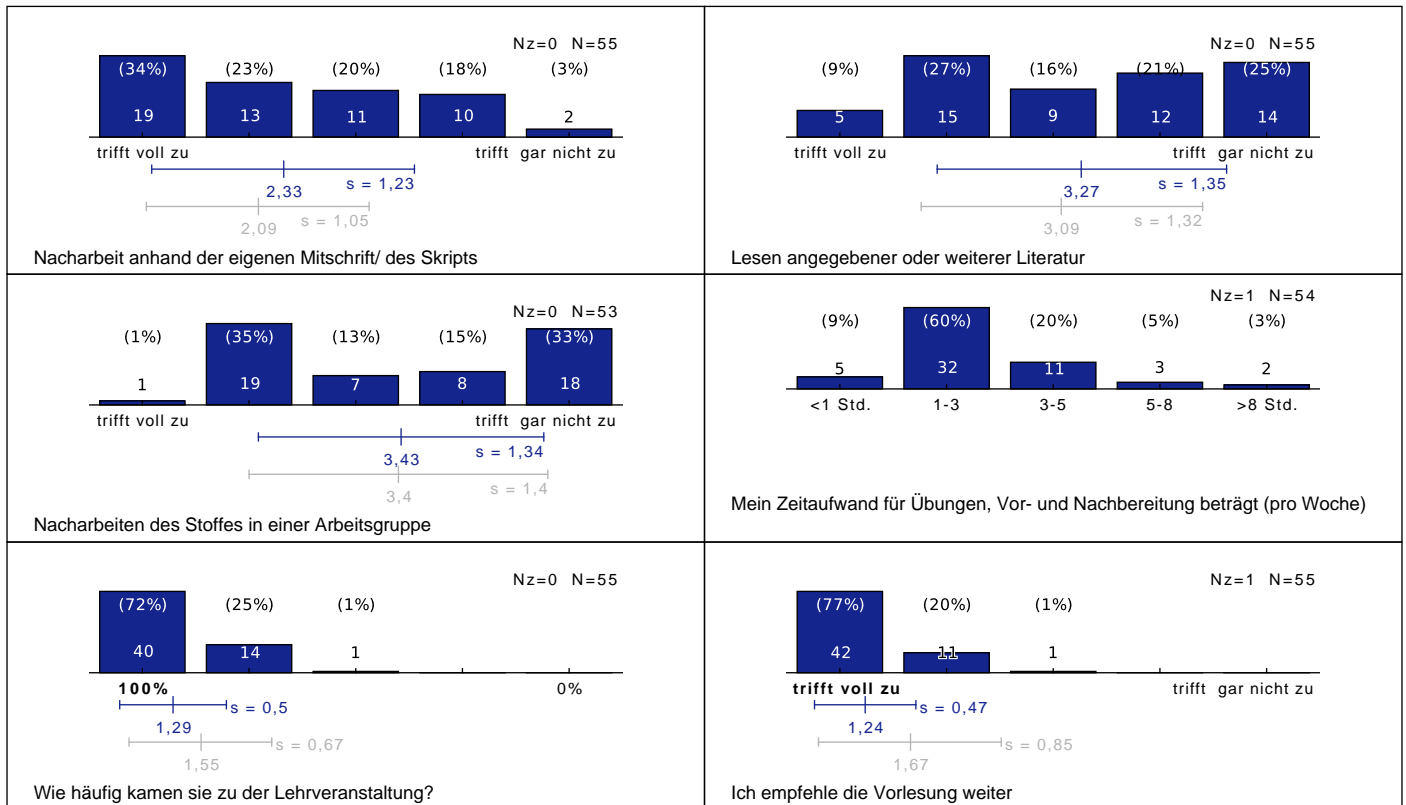 Nz=0 N=55
(34%) (23%) (20%) (18%) (3%)
19 13 11 10 2
trifft voll zu trifft gar nicht zu
s = 1,23
2,33
s = 1,05
2,09
Nacharbeit anhand der eigenen Mitschrift/ des Skripts
Nz=0 N=55
(9%) (27%) (16%) (21%) (25%)
5 15 9 12 14
trifft voll zu trifft gar nicht zu
s = 1,35
3,27
s = 1,32
3,09
Lesen angegebener oder weiterer Literatur
Nz=0 N=53
(1%) (35%) (13%) (15%) (33%)
1 19 7 8 18
trifft voll zu trifft gar nicht zu
s = 1,34
3,43
s = 1,4
3,4
Nacharbeiten des Stoffes in einer Arbeitsgruppe
Nz=1 N=54
(9%) (60%) (20%) (5%) (3%)
5 32 11 3 2
<1 Std. 1-3 3-5 5-8 >8 Std.
Mein Zeitaufwand für Übungen, Vor- und Nachbereitung beträgt (pro Woche)
Nz=0 N=55
(72%) (25%) (1%)
40 14 1
100% 0%
s = 0,5
1,29
s = 0,67
1,55
Wie häufig kamen sie zu der Lehrveranstaltung?
Nz=1 N=55
(77%) (20%) (1%)
42 11 1
trifft voll zu trifft gar nicht zu
s = 0,47
1,24
s = 0,85
1,67
Ich empfehle die Vorlesung weiter